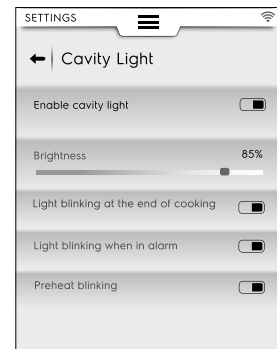 SETTINGS
Cavity Light
Enable cavity light
Brightness 85%
Light blinking at the end of cooking
Light blinking when in alarm
Preheat blinking